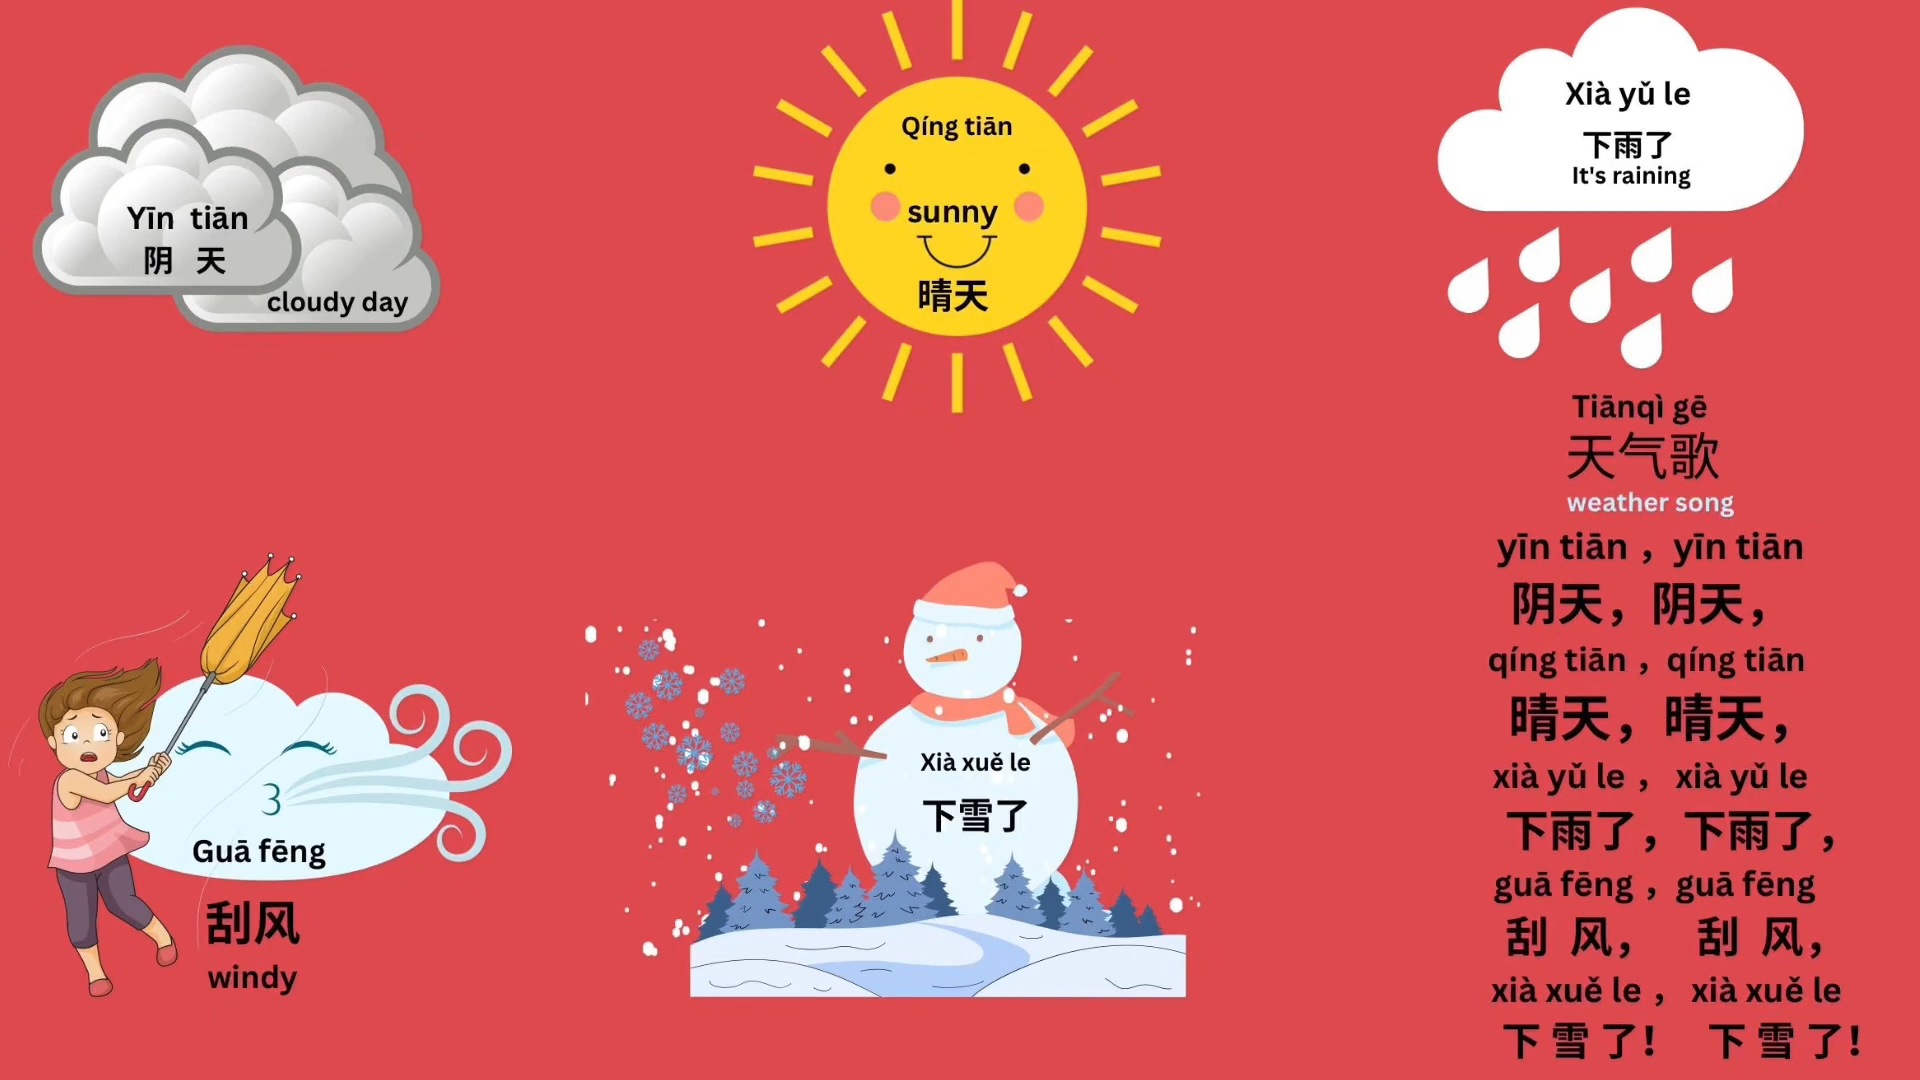 Yīn tiān
阴 天
cloudy day
Qíng tiān
sunny
晴天
Xià yǔ le
下雨了
It's raining
Guā fēng
刮风
windy
Xià xuě le
下雪了
Tiānqì gē
天气歌
weather song
yīn tiān ，yīn tiān
阴天，阴天，
qíng tiān ，qíng tiān
晴天，晴天，
xià yǔ le ，xià yǔ le
下雨了，下雨了，
guā fēng ，guā fēng
刮 风， 刮 风，
xià xuě le ，xià xuě le
下 雪 了! 下 雪 了!